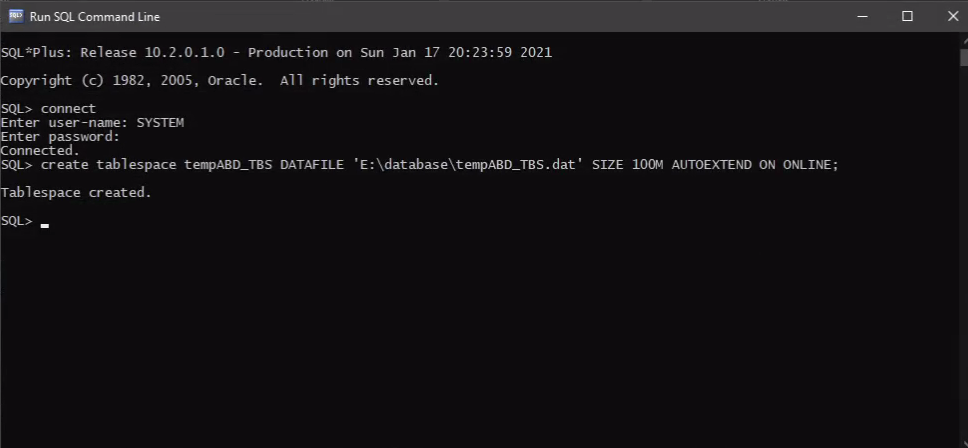 Run SQL Command Line
SQL*Plus: Release 10.2.0.1.0 - Production on Sun Jan 17 20:23:59 2021
Copyright (c) 1982, 2005, Oracle.  All rights reserved.
SQL> connect
Enter user-name: SYSTEM
Enter password:
Connected.
SQL> create tablespace tempABD_TBS DATAFILE 'E:\database\tempABD_TBS.dat' SIZE 100M AUTOEXTEND ON ONLINE;
Tablespace created.
SQL>